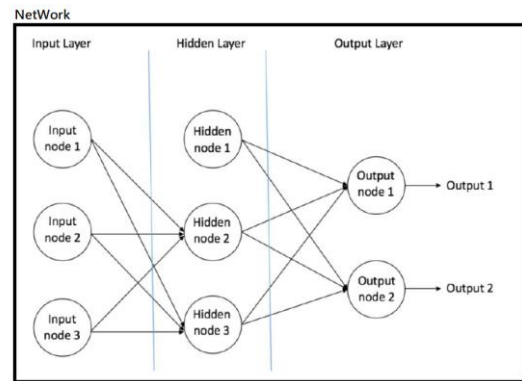 NetWork
Input Layer
Hidden Layer
Output Layer
Input
node 1
Hidden
node 1
Output
node 1
Output 1
Input
node 2
Hidden
node 2
Output
node 2
Output 2
Input
node 3
Hidden
node 3